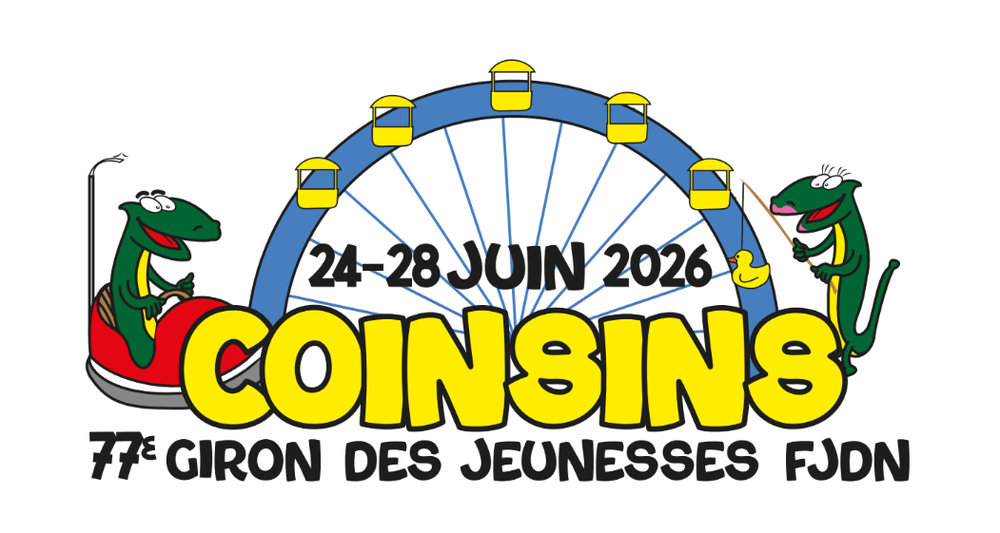 24-28 JUIN 2026
COINSINS
77E GIRON DES JEUNESSES FJDN